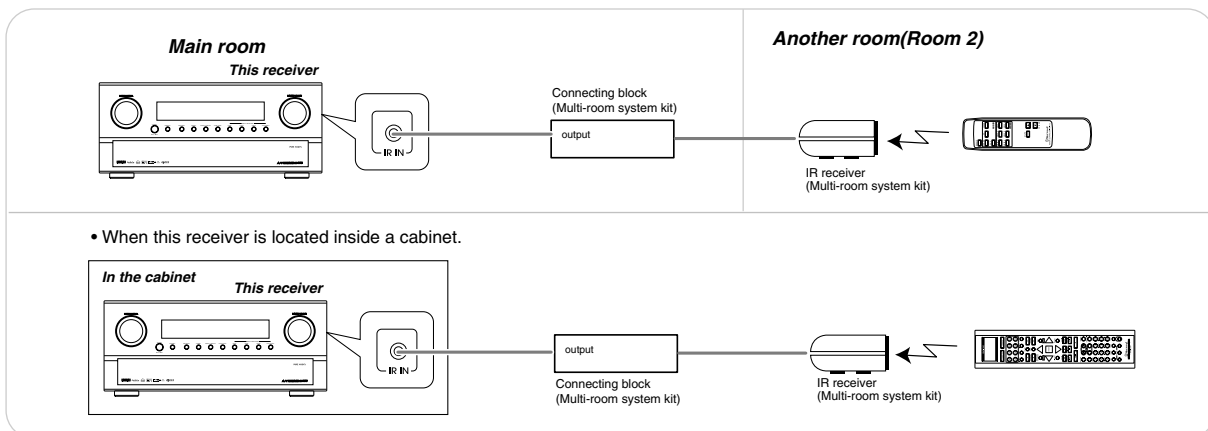 Main room
This receiver
IR IN
Connecting block
(Multi-room system kit)
output
Another room(Room 2)
IR receiver
(Multi-room system kit)
• When this receiver is located inside a cabinet.
In the cabinet
This receiver
IR IN
output
Connecting block
(Multi-room system kit)
IR receiver
(Multi-room system kit)